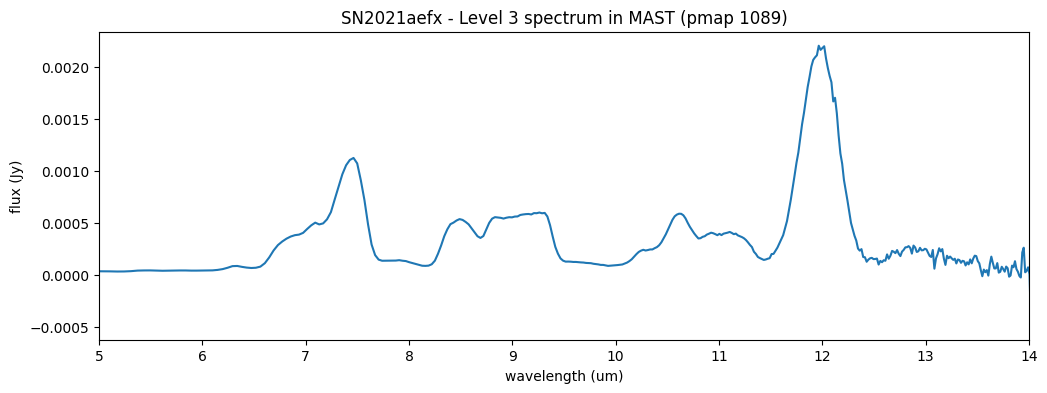 SN2021aefx - Level 3 spectrum in MAST (pmap 1089)
flux (Jy)
0.0020
0.0015
0.0010
0.0005
0.0000
−0.0005
5 6 7 8 9 10 11 12 13 14
wavelength (um)